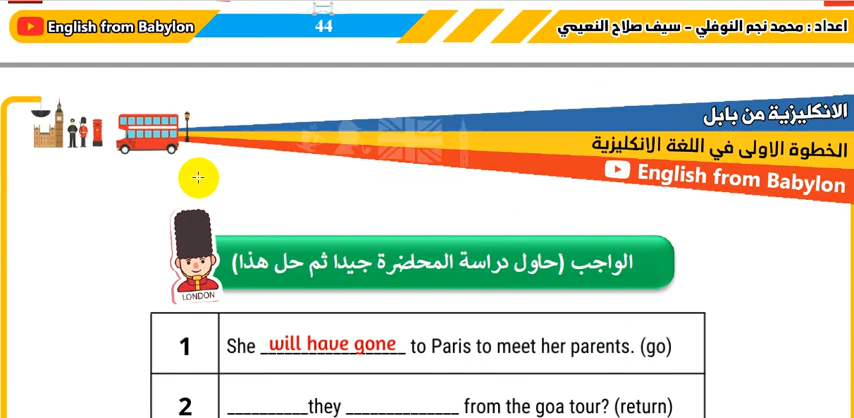 English from Babylon
44
اعداد : محمد نجم النوفلي - سيف صلاح النعيمي
الانكليزية من بابل
الخطوة الاولى في اللغة الانكليزية
English from Babylon
الواجب (حاول دراسة المحاضرة جيدا ثم حل هذا)
LONDON
1 She will have gone to Paris to meet her parents. (go)
2 __________they ______________ from the goa tour? (return)